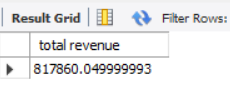 Result Grid Filter Rows:
total revenue
817860.049999993